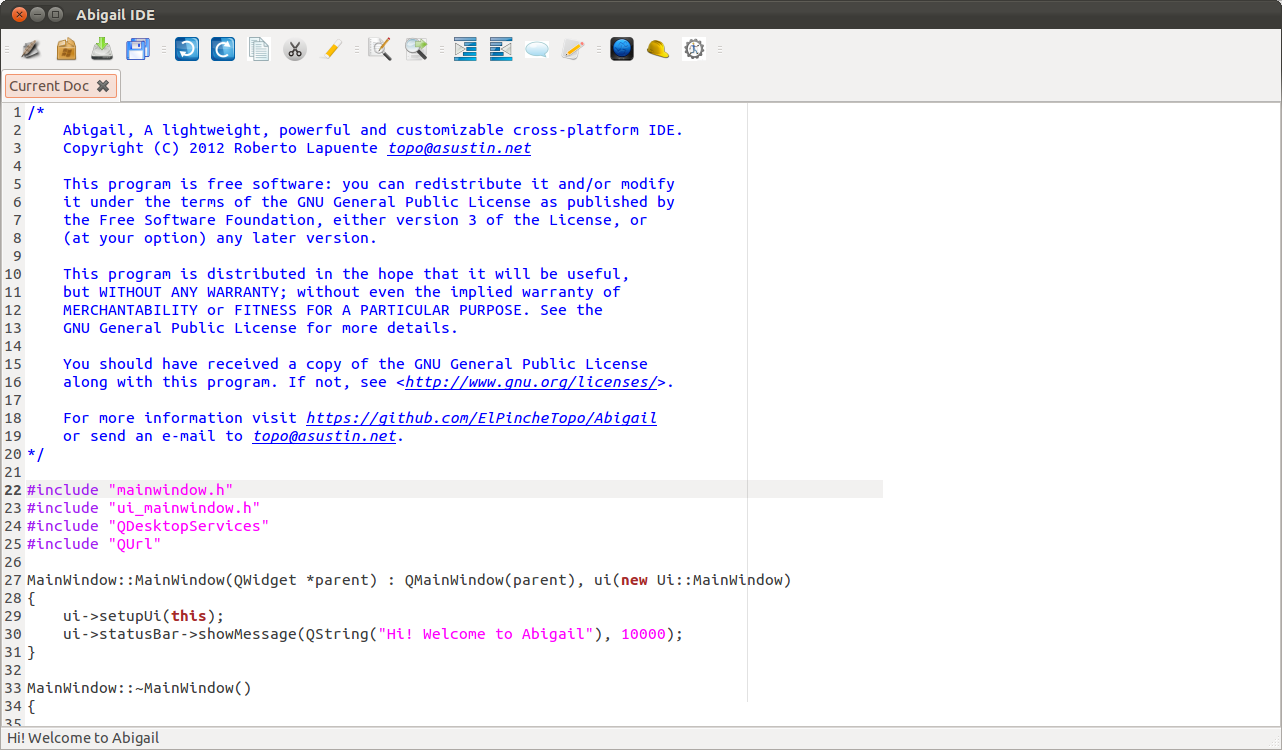 Abigail IDE
Current Doc
1 /*
2     Abigail, A lightweight, powerful and customizable cross-platform IDE.
3     Copyright (C) 2012 Roberto Lapuente topo@asustin.net
4
5     This program is free software: you can redistribute it and/or modify
6     it under the terms of the GNU General Public License as published by
7     the Free Software Foundation, either version 3 of the License, or
8     (at your option) any later version.
9
10     This program is distributed in the hope that it will be useful,
11     but WITHOUT ANY WARRANTY; without even the implied warranty of
12     MERCHANTABILITY or FITNESS FOR A PARTICULAR PURPOSE. See the
13     GNU General Public License for more details.
14
15     You should have received a copy of the GNU General Public License
16     along with this program. If not, see <http://www.gnu.org/licenses/>.
17
18     For more information visit https://github.com/ElPincheTopo/Abigail
19     or send an e-mail to topo@asustin.net.
20 */
21
22 #include "mainwindow.h"
23 #include "ui_mainwindow.h"
24 #include "QDesktopServices"
25 #include "QUrl"
26
27 MainWindow::MainWindow(QWidget *parent) : QMainWindow(parent), ui(new Ui::MainWindow)
28 {
29     ui->setupUi(this);
30     ui->statusBar->showMessage(QString("Hi! Welcome to Abigail"), 10000);
31 }
32
33 MainWindow::~MainWindow()
34 {
35
Hi! Welcome to Abigail